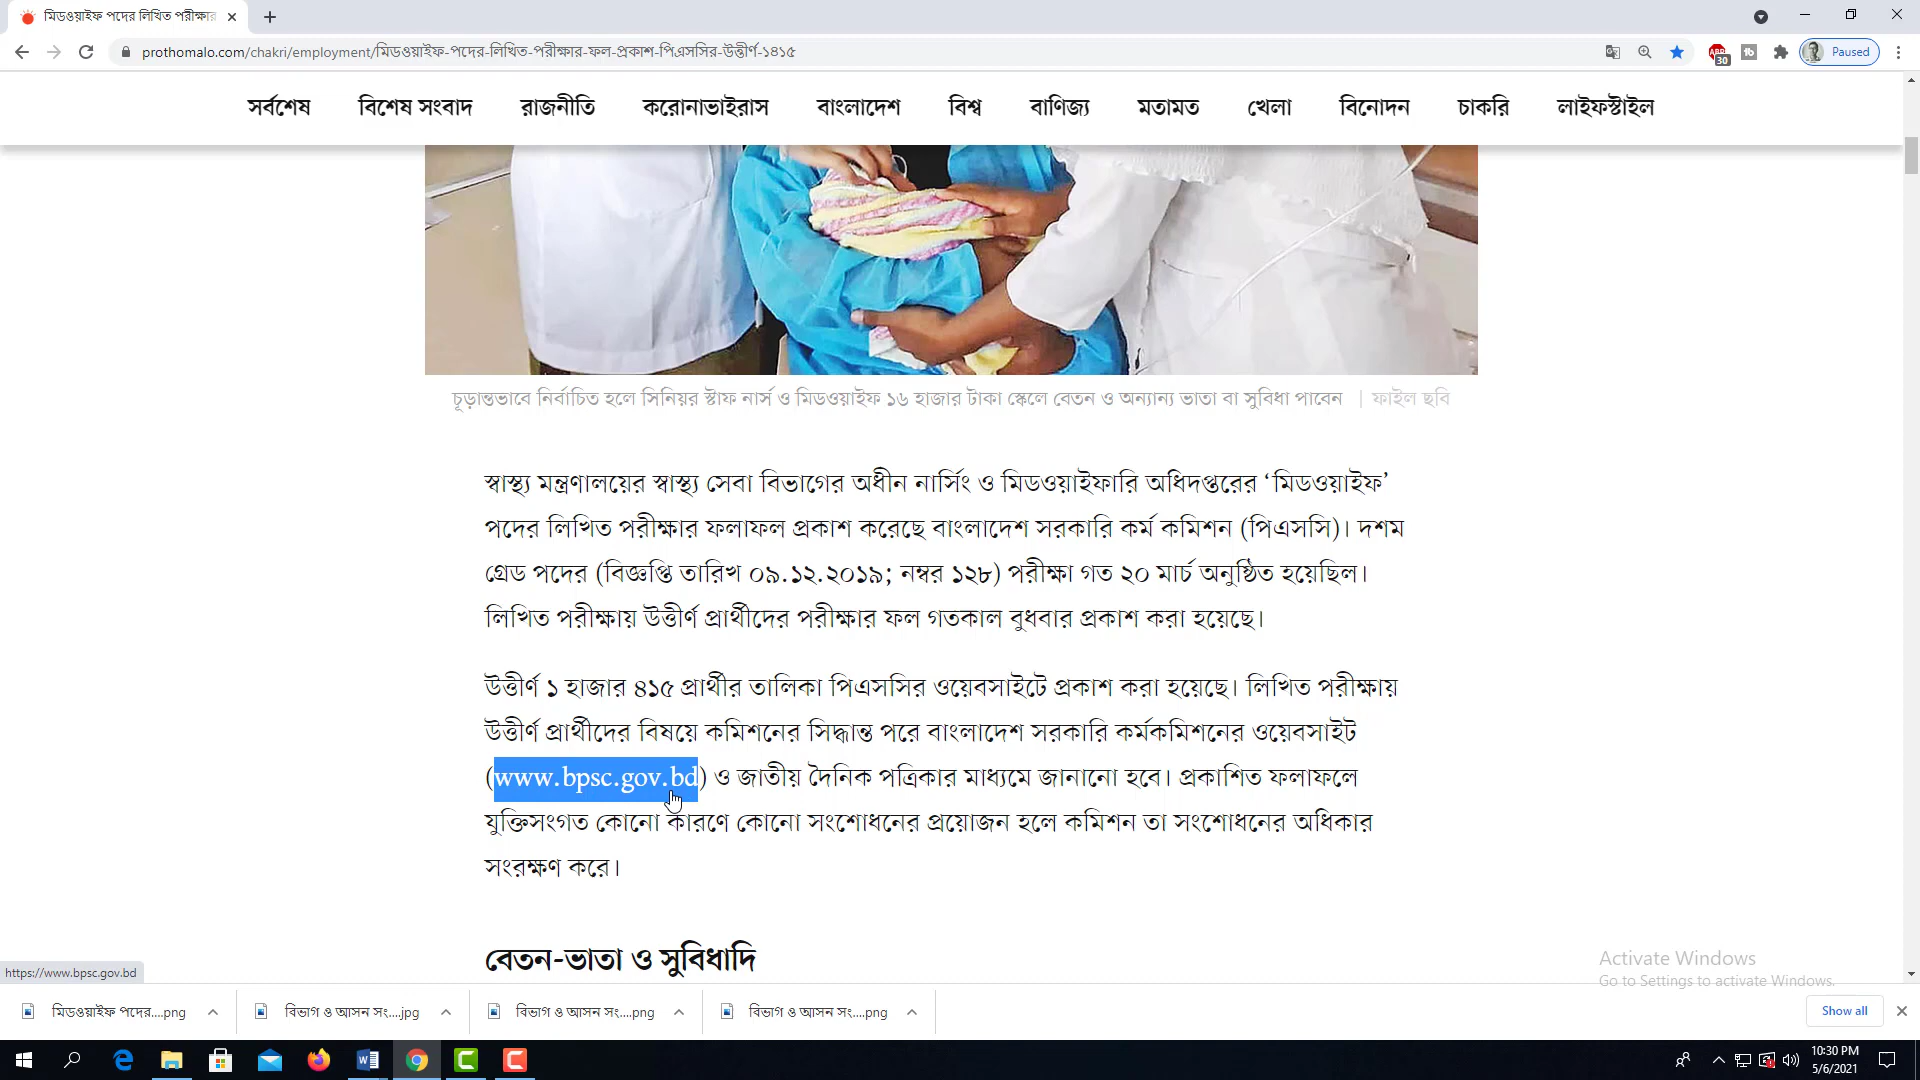 মিডওয়াইফ পদের লিখিত পরীক্ষার
prothomalo.com/chakri/employment/মিডওয়াইফ-পদের-লিখিত-পরীক্ষার-ফল-প্রকাশ-পিএসসির-উত্তীর্ণ-১৪১৫
30
Paused
সর্বশেষ বিশেষ সংবাদ রাজনীতি করোনাভাইরাস বাংলাদেশ বিশ্ব বাণিজ্য মতামত খেলা বিনোদন চাকরি লাইফস্টাইল
চূড়ান্তভাবে নির্বাচিত হলে সিনিয়র স্টাফ নার্স ও মিডওয়াইফ ১৬ হাজার টাকা স্কেলে বেতন ও অন্যান্য ভাতা বা সুবিধা পাবেন | ফাইল ছবি
স্বাস্থ্য মন্ত্রণালয়ের স্বাস্থ্য সেবা বিভাগের অধীন নার্সিং ও মিডওয়াইফারি অধিদপ্তরের ‘মিডওয়াইফ’
পদের লিখিত পরীক্ষার ফলাফল প্রকাশ করেছে বাংলাদেশ সরকারি কর্ম কমিশন (পিএসসি)। দশম
গ্রেড পদের (বিজ্ঞপ্তি তারিখ ০৯.১২.২০১৯; নম্বর ১২৮) পরীক্ষা গত ২০ মার্চ অনুষ্ঠিত হয়েছিল।
লিখিত পরীক্ষায় উত্তীর্ণ প্রার্থীদের পরীক্ষার ফল গতকাল বুধবার প্রকাশ করা হয়েছে।
উত্তীর্ণ ১ হাজার ৪১৫ প্রার্থীর তালিকা পিএসসির ওয়েবসাইটে প্রকাশ করা হয়েছে। লিখিত পরীক্ষায়
উত্তীর্ণ প্রার্থীদের বিষয়ে কমিশনের সিদ্ধান্ত পরে বাংলাদেশ সরকারি কর্মকমিশনের ওয়েবসাইট
(www.bpsc.gov.bd) ও জাতীয় দৈনিক পত্রিকার মাধ্যমে জানানো হবে। প্রকাশিত ফলাফলে
যুক্তিসংগত কোনো কারণে কোনো সংশোধনের প্রয়োজন হলে কমিশন তা সংশোধনের অধিকার
সংরক্ষণ করে।
বেতন-ভাতা ও সুবিধাদি
Activate Windows
Go to Settings to activate Windows.
https://www.bpsc.gov.bd
মিডওয়াইফ পদের....png বিভাগ ও আসন সং....jpg বিভাগ ও আসন সং....png বিভাগ ও আসন সং....png Show all
10:30 PM
5/6/2021